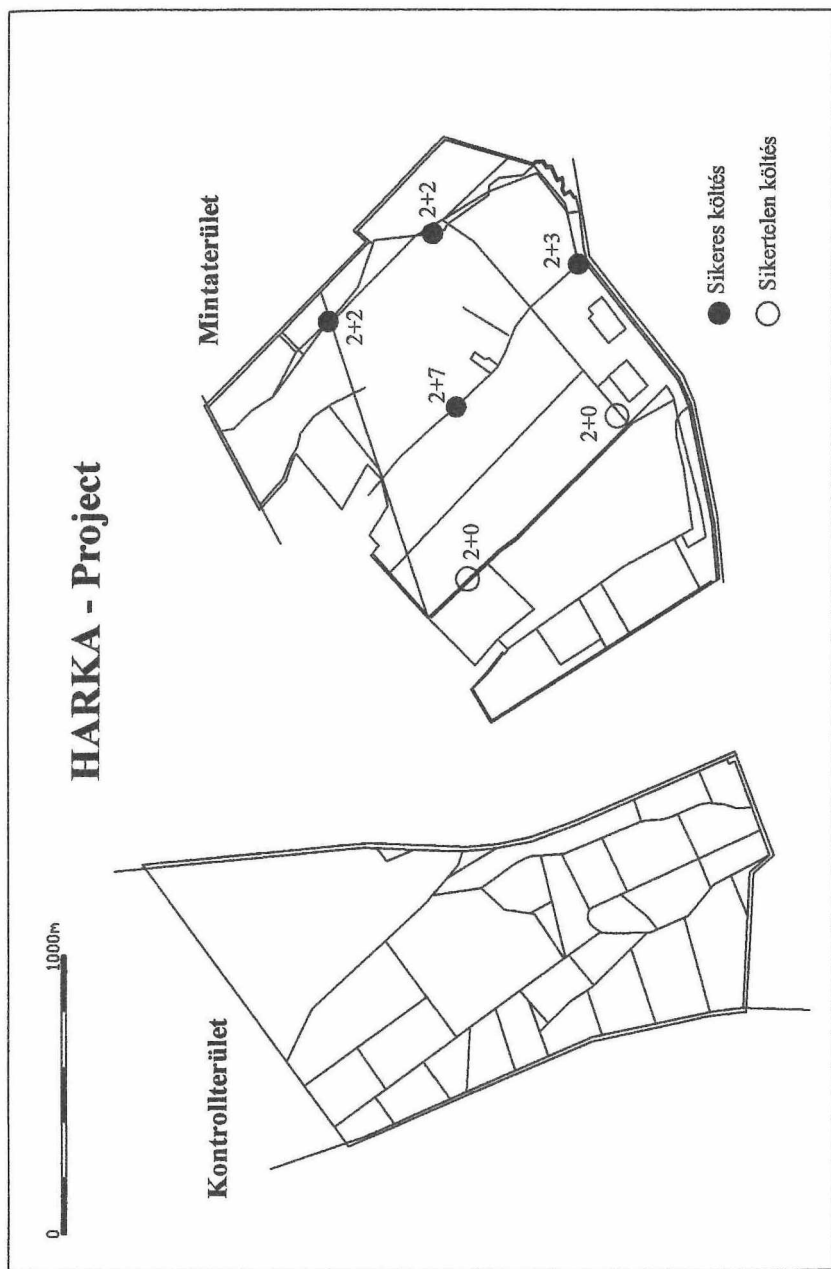 HARKA - Project
0
1000m
Kontrollterület
Mintaterület
2+2
2+2
2+7
2+3
2+0
2+0
Sikeres költés
Sikertelen költés